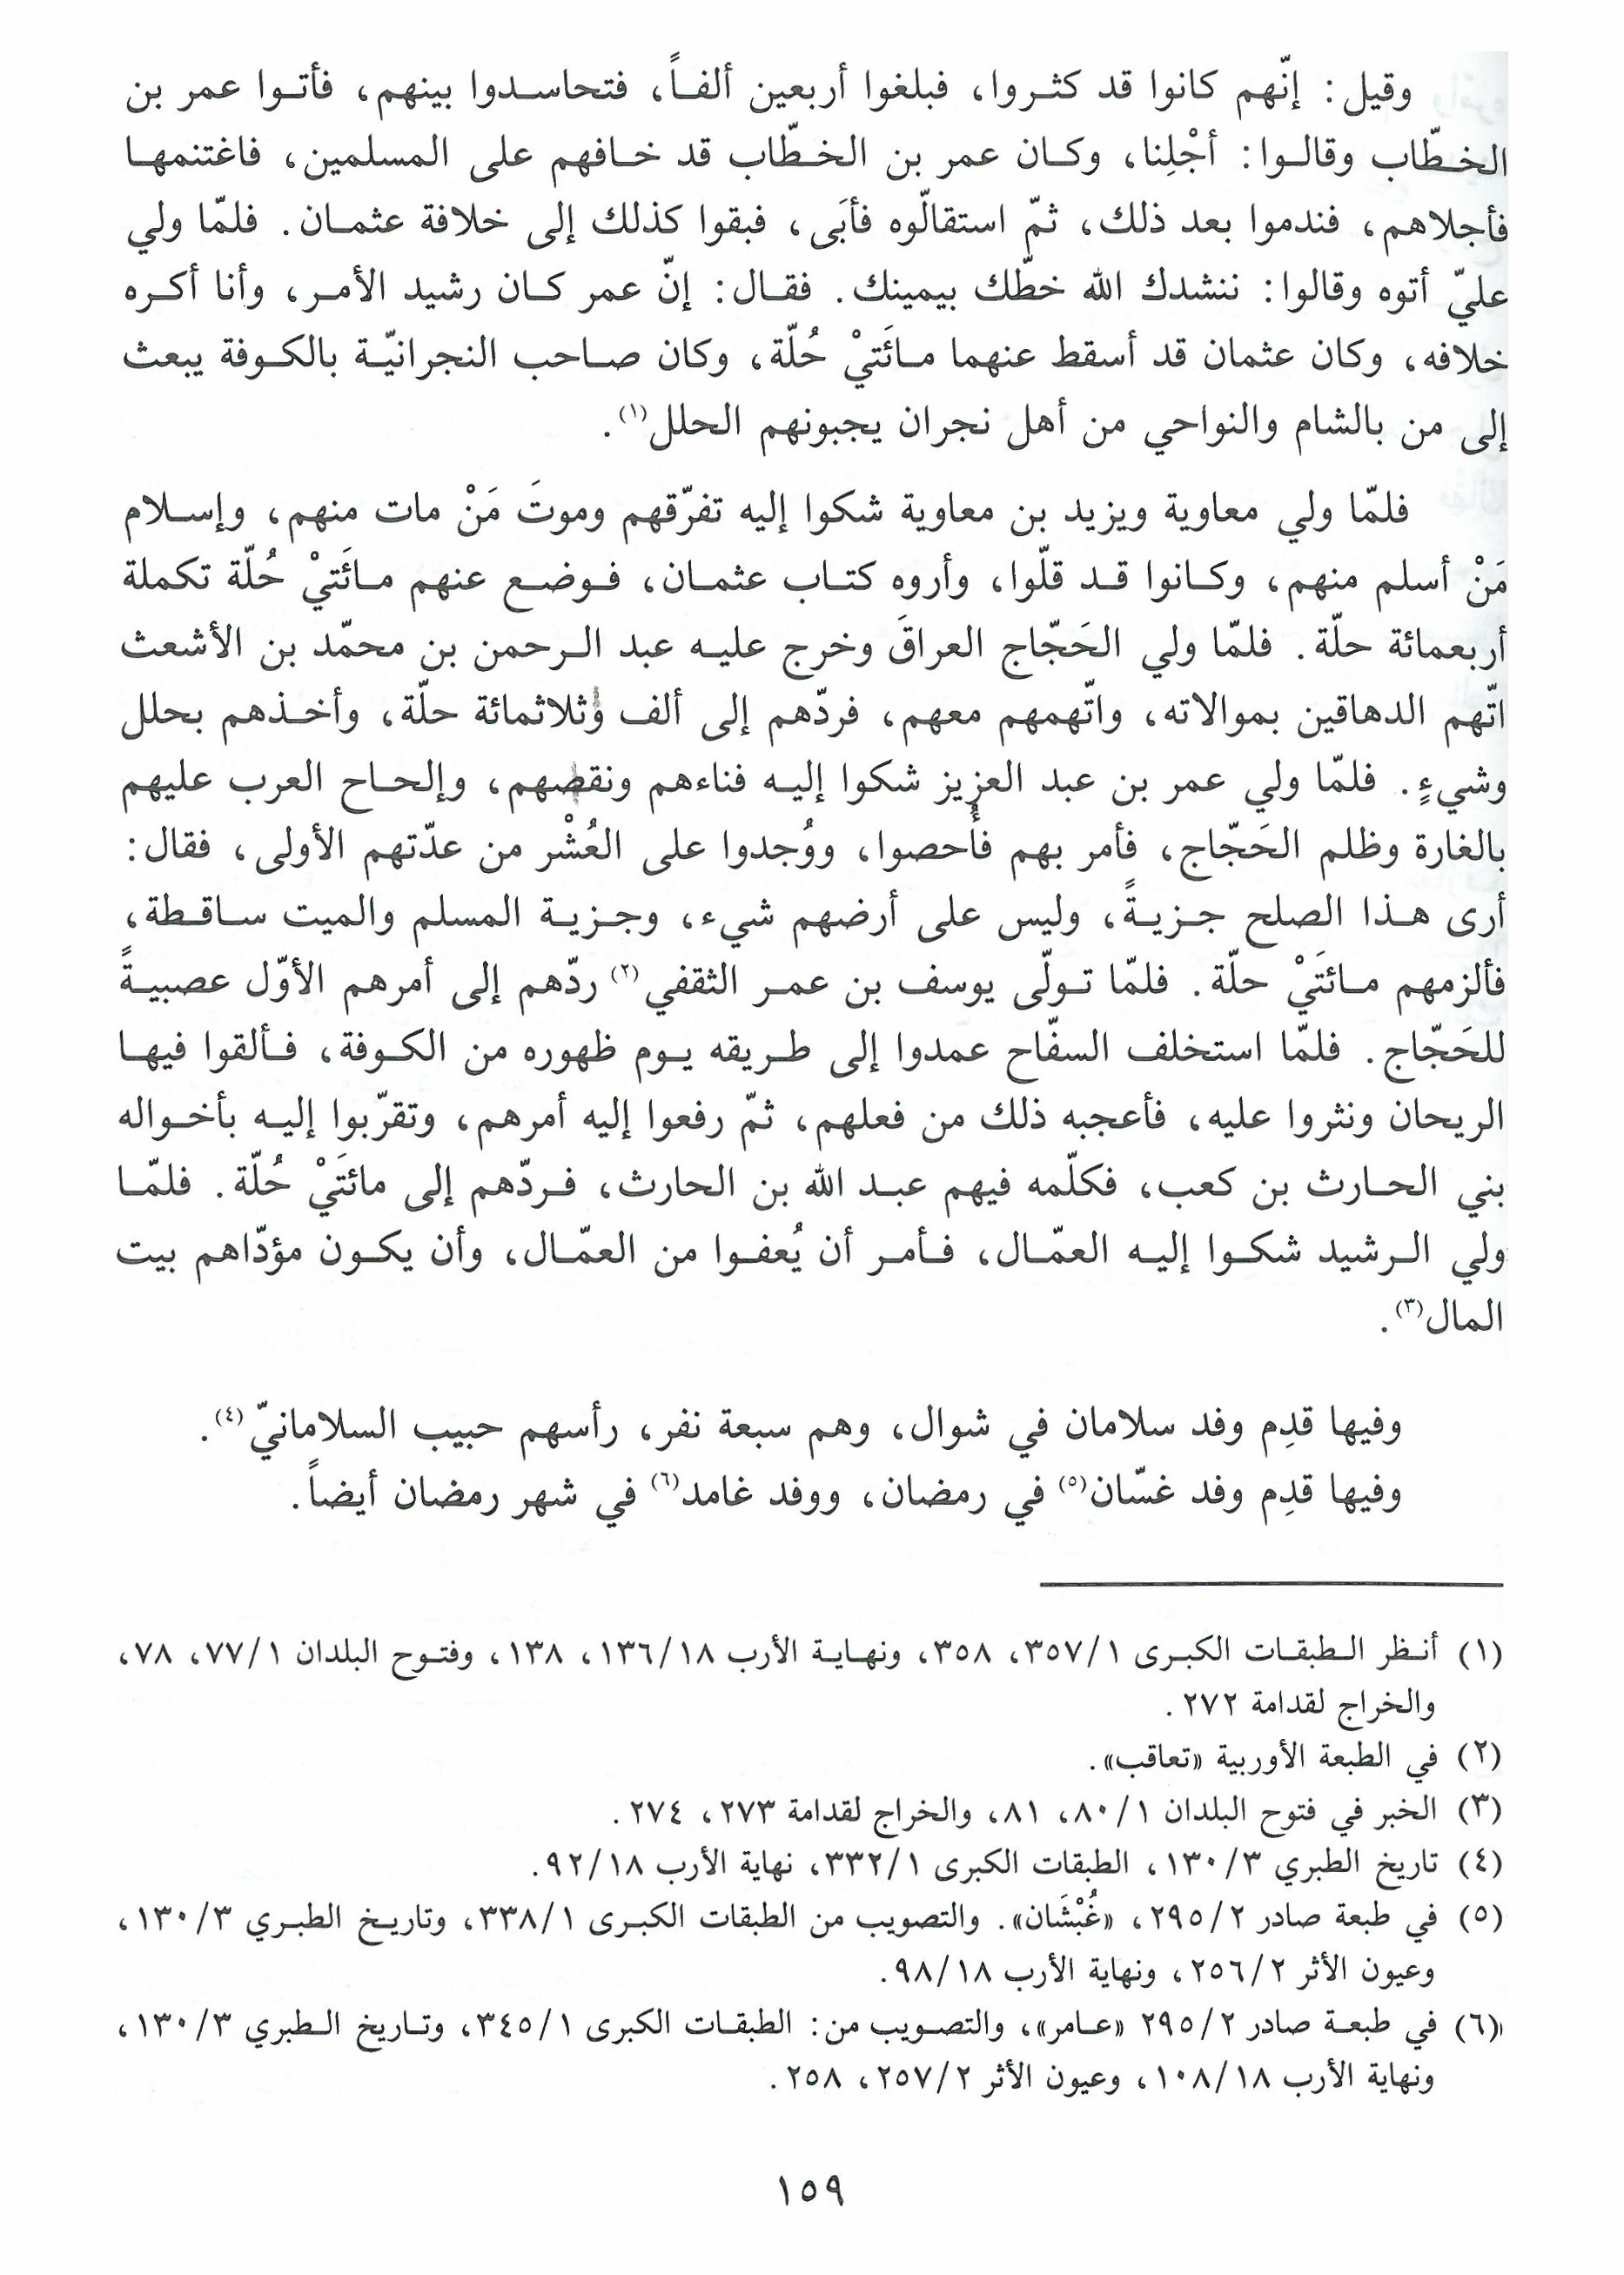 وقيل: إنّهم كانوا قد كثروا، فبلغوا أربعين ألفاً، فتحاسدوا بينهم، فأتوا عمر بن
الخطّاب وقالوا: أجْلِنا، وكان عمر بن الخطّاب قد خافهم على المسلمين، فاغتنمها
فأجلاهم، فندموا بعد ذلك، ثمّ استقالّوه فأبَى، فبقوا كذلك إلى خلافة عثمان. فلمّا ولي
عليّ أتوه وقالوا: ننشدك الله خطّك بيمينك. فقال: إنّ عمر كان رشيد الأمر، وأنا أكره
خلافه، وكان عثمان قد أسقط عنهما مائَتيْ حُلّة، وكان صاحب النجرانيّة بالكوفة يبعث
إلى من بالشام والنواحي من أهل نجران يجبونهم الحلل(١).
فلمّا ولي معاوية ويزيد بن معاوية شكوا إليه تفرّقهم وموتَ مَنْ مات منهم، وإسلام
مَنْ أسلم منهم، وكانوا قد قلّوا، وأروه كتاب عثمان، فوضع عنهم مائَتيْ حُلّة تكملة
أربعمائة حلّة. فلمّا ولي الحَجّاج العراقَ وخرج عليه عبد الرحمن بن محمّد بن الأشعث
اتّهم الدهاقين بموالاته، واتّهمهم معهم، فردّهم إلى ألف وثلاثمائة حلّة، وأخذهم بحلل
وشيءٍ. فلمّا ولي عمر بن عبد العزيز شكوا إليه فناءهم ونقصهم، وإلحاح العرب عليهم
بالغارة وظلم الحَجّاج، فأمر بهم فأُحصوا، ووُجدوا على العُشْر من عدّتهم الأولى، فقال:
أرى هذا الصلح جزيةً، وليس على أرضهم شيء، وجزية المسلم والميت ساقطة،
فألزمهم مائتَيْ حلّة. فلمّا تولّى يوسف بن عمر الثقفي(٢) ردّهم إلى أمرهم الأوّل عصبيةً
للحَجّاج. فلمّا استخلف السفّاح عمدوا إلى طريقه يوم ظهوره من الكوفة، فألقوا فيها
الريحان ونثروا عليه، فأعجبه ذلك من فعلهم، ثمّ رفعوا إليه أمرهم، وتقرّبوا إليه بأخواله
بني الحارث بن كعب، فكلّمه فيهم عبد الله بن الحارث، فردّهم إلى مائتَيْ حُلّة. فلمّا
ولي الرشيد شكوا إليه العمّال، فأمر أن يُعفوا من العمّال، وأن يكون مؤدّاهم بيت
المال(٣).
وفيها قدِم وفد سلامان في شوال، وهم سبعة نفر، رأسهم حبيب السلامانيّ(٤).
وفيها قدِم وفد غسّان(٥) في رمضان، ووفد غامد(٦) في شهر رمضان أيضاً.
(١) أنظر الطبقات الكبرى ٣٥٧/١، ٣٥٨، ونهاية الأرب ١٣٦/١٨، ١٣٨، وفتوح البلدان ٧٧/١، ٧٨،
والخراج لقدامة ٢٧٢.
(٢) في الطبعة الأوربية «تعاقب».
(٣) الخبر في فتوح البلدان ٨٠/١، ٨١، والخراج لقدامة ٢٧٣، ٢٧٤.
(٤) تاريخ الطبري ١٣٠/٣، الطبقات الكبرى ٣٣٢/١، نهاية الأرب ٩٢/١٨.
(٥) في طبعة صادر ٢٩٥/٢، «غُبْشَان». والتصويب من الطبقات الكبرى ٣٣٨/١، وتاريخ الطبري ١٣٠/٣،
وعيون الأثر ٢٥٦/٢، ونهاية الأرب ٩٨/١٨.
(٦) في طبعة صادر ٢٩٥/٢ «عامر»، والتصويب من: الطبقات الكبرى ٣٤٥/١، وتاريخ الطبري ١٣٠/٣،
ونهاية الأرب ١٠٨/١٨، وعيون الأثر ٢٥٧/٢، ٢٥٨.
١٥٩